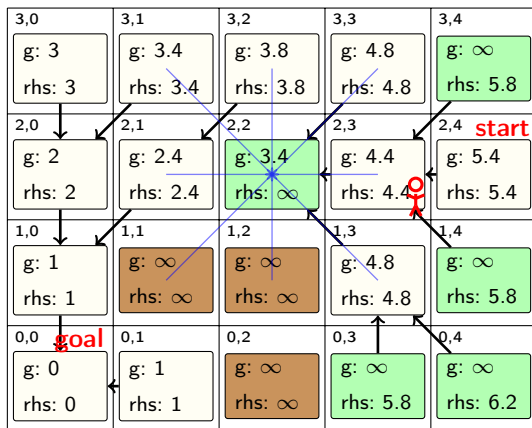 3,0 3,1 3,2 3,3 3,4
g: 3 g: 3.4 g: 3.8 g: 4.8 g: ∞
rhs: 3 rhs: 3.4 rhs: 3.8 rhs: 4.8 rhs: 5.8
2,0 2,1 2,2 2,3 2,4 start
g: 2 g: 2.4 g: 3.4 g: 4.4 g: 5.4
rhs: 2 rhs: 2.4 rhs: ∞ rhs: 4.4 rhs: 5.4
1,0 1,1 1,2 1,3 1,4
g: 1 g: ∞ g: ∞ g: 4.8 g: ∞
rhs: 1 rhs: ∞ rhs: ∞ rhs: 4.8 rhs: 5.8
0,0 goal 0,1 0,2 0,3 0,4
g: 0 g: 1 g: ∞ g: ∞ g: ∞
rhs: 0 rhs: 1 rhs: ∞ rhs: 5.8 rhs: 6.2